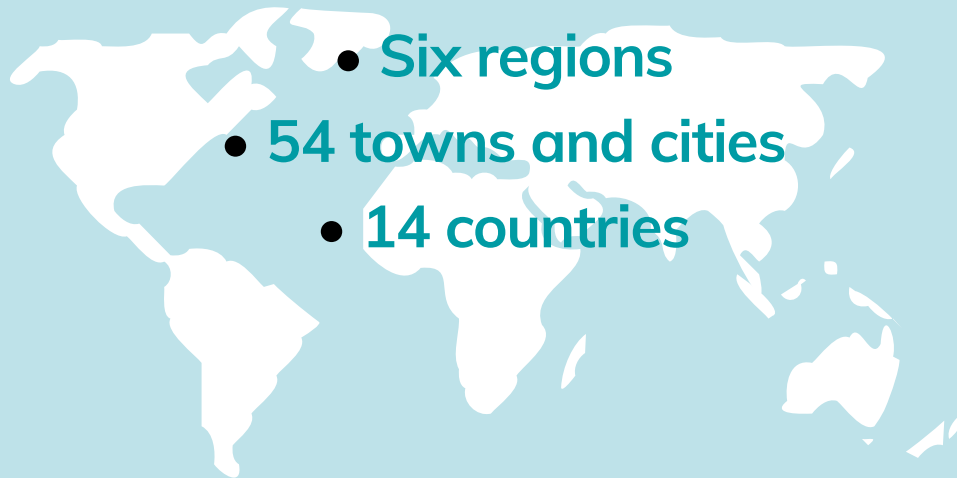 • Six regions
• 54 towns and cities
• 14 countries